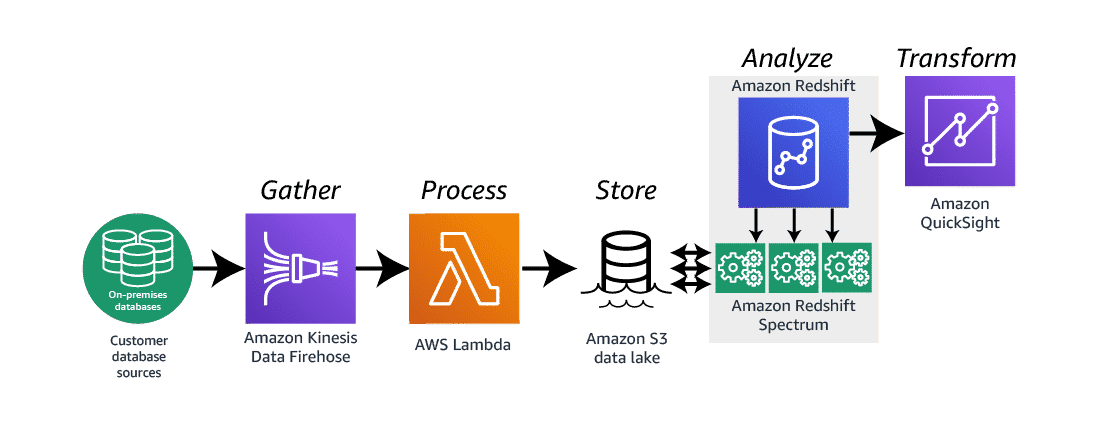 Analyze
Transform
Amazon Redshift
Gather
Process
Store
Amazon
QuickSight
On-premises
databases
Customer
database
sources
Amazon Kinesis
Data Firehose
AWS Lambda
Amazon S3
data lake
Amazon Redshift
Spectrum